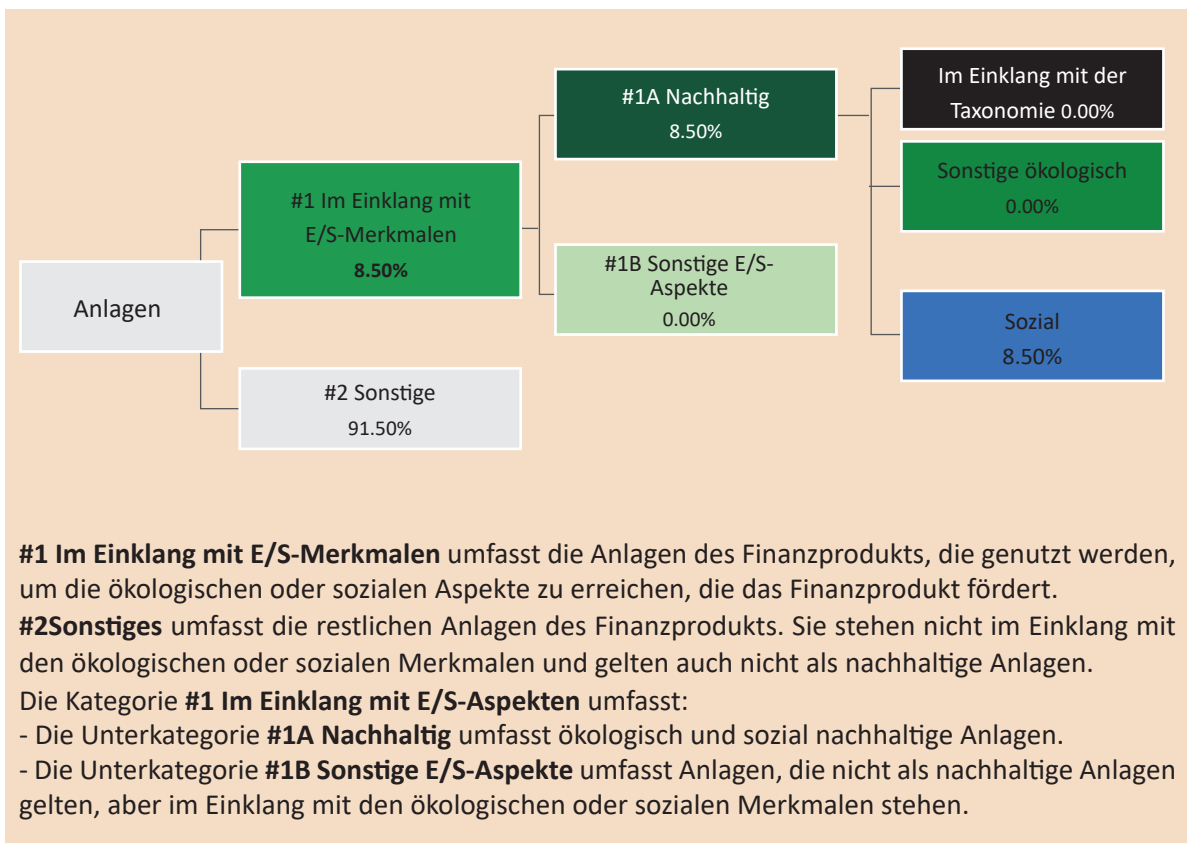 Anlagen
#1 Im Einklang mit
E/S-Merkmalen
8.50%
#2 Sonstige
91.50%
#1A Nachhaltig
8.50%
#1B Sonstige E/S-
Aspekte
0.00%
Im Einklang mit der
Taxonomie 0.00%
Sonstige ökologisch
0.00%
Sozial
8.50%
#1 Im Einklang mit E/S-Merkmalen umfasst die Anlagen des Finanzprodukts, die genutzt werden,
um die ökologischen oder sozialen Aspekte zu erreichen, die das Finanzprodukt fördert.
#2Sonstiges umfasst die restlichen Anlagen des Finanzprodukts. Sie stehen nicht im Einklang mit
den ökologischen oder sozialen Merkmalen und gelten auch nicht als nachhaltige Anlagen.
Die Kategorie #1 Im Einklang mit E/S-Aspekten umfasst:
- Die Unterkategorie #1A Nachhaltig umfasst ökologisch und sozial nachhaltige Anlagen.
- Die Unterkategorie #1B Sonstige E/S-Aspekte umfasst Anlagen, die nicht als nachhaltige Anlagen
gelten, aber im Einklang mit den ökologischen oder sozialen Merkmalen stehen.